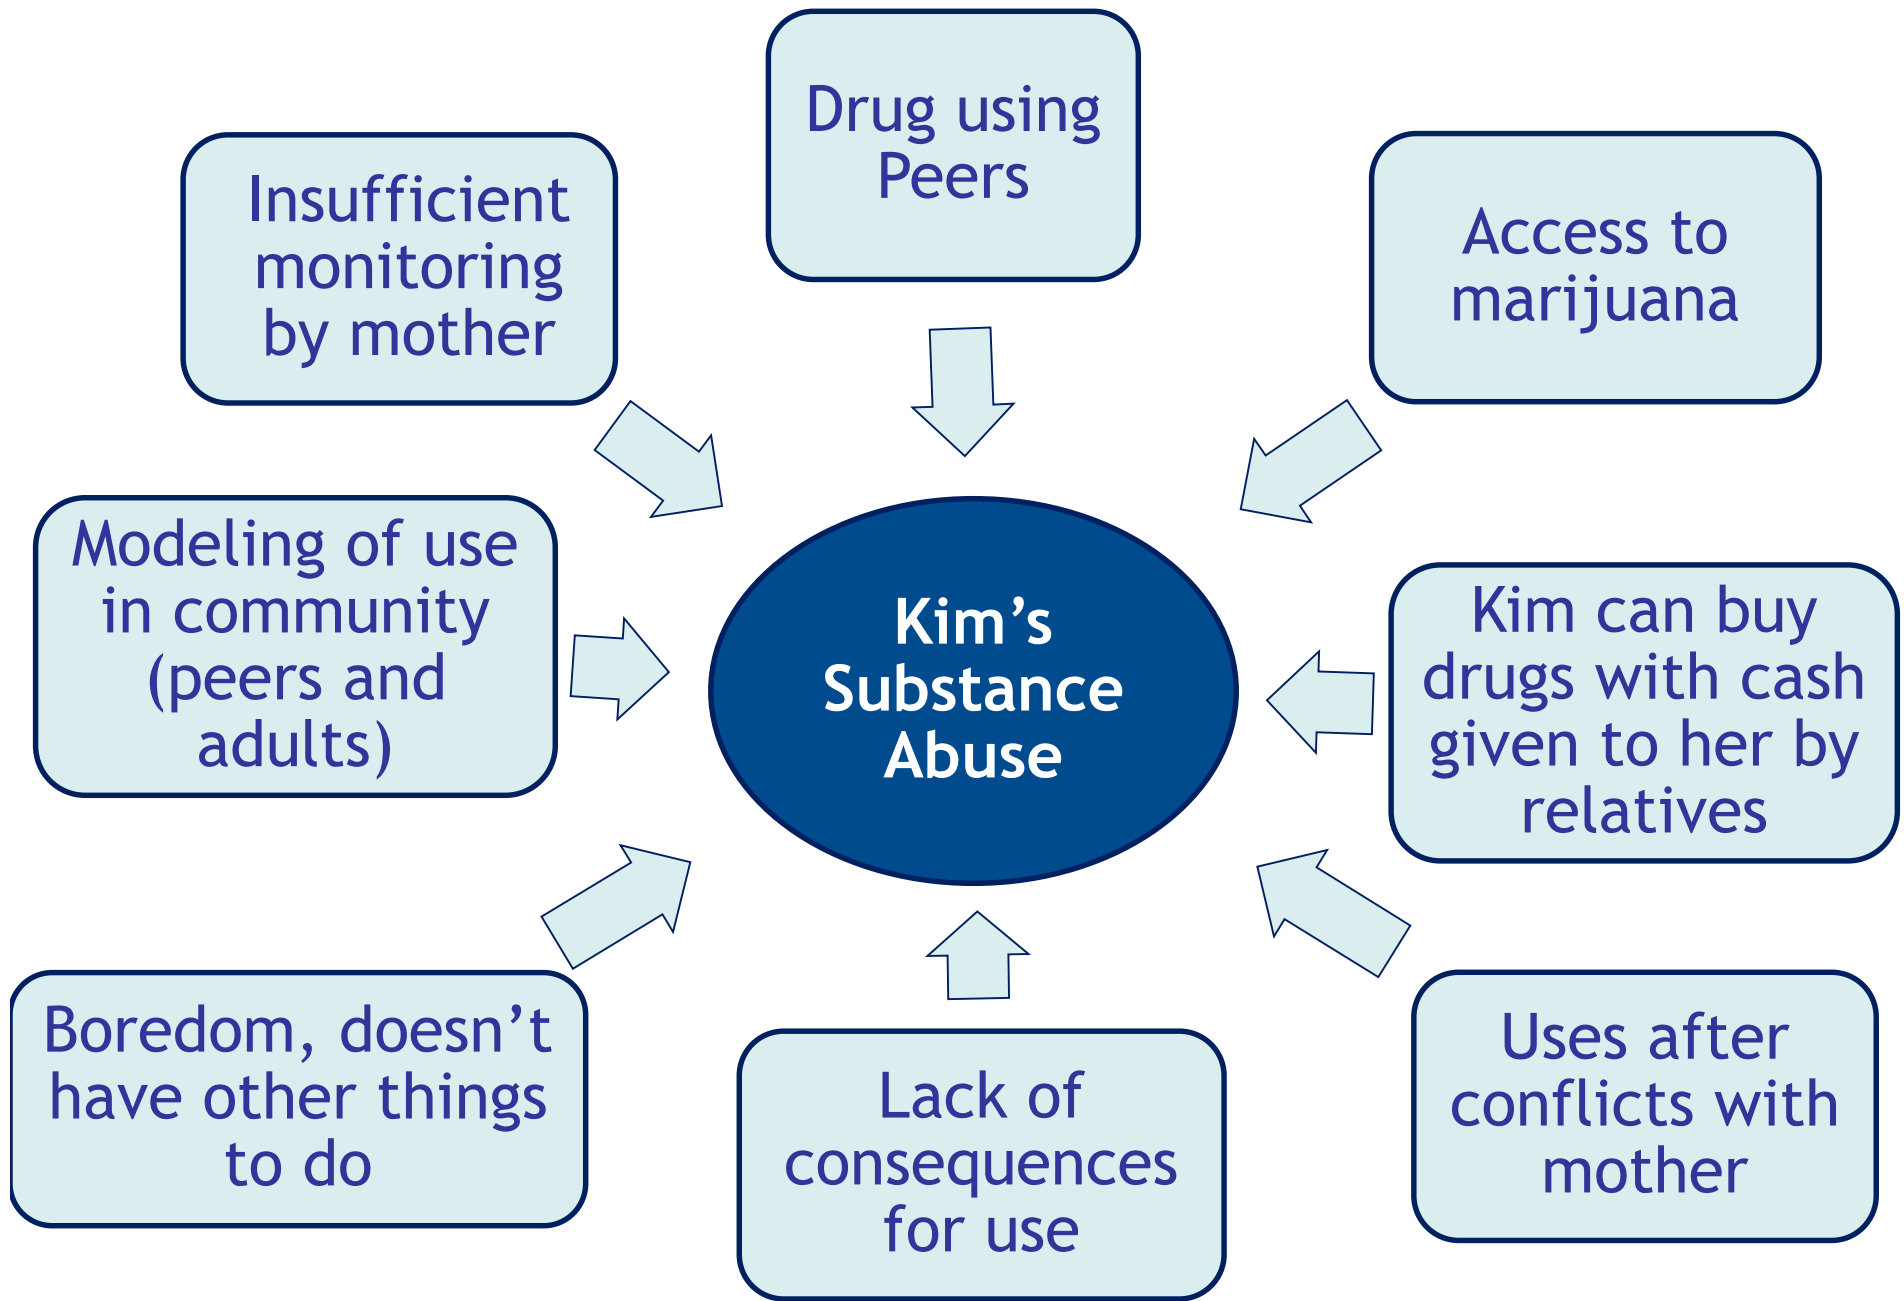 Drug using
Peers
Insufficient
monitoring
by mother
Access to
marijuana
Modeling of use
in community
(peers and
adults)
Kim’s
Substance
Abuse
Kim can buy
drugs with cash
given to her by
relatives
Boredom, doesn’t
have other things
to do
Lack of
consequences
for use
Uses after
conflicts with
mother